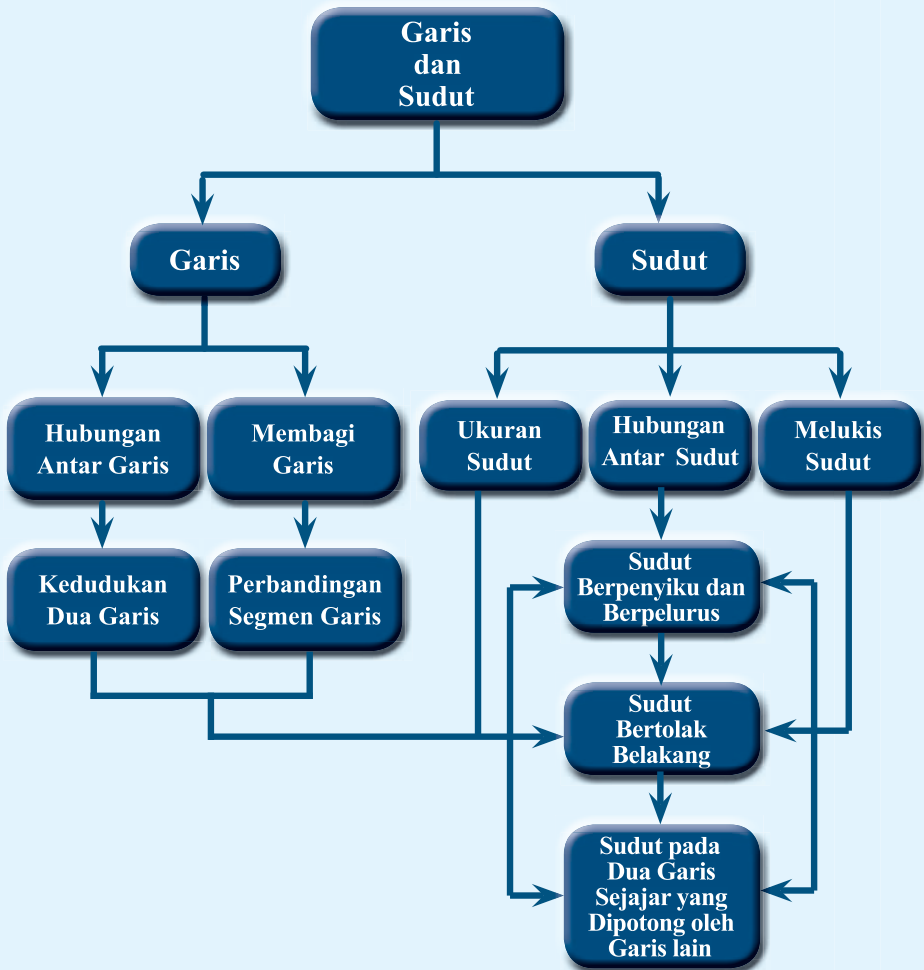 Garis
dan
Sudut
Garis
Sudut
Hubungan
Antar Garis
Membagi
Garis
Ukuran
Sudut
Hubungan
Antar Sudut
Melukis
Sudut
Kedudukan
Dua Garis
Perbandingan
Segmen Garis
Sudut
Berpenyiku dan
Berpelurus
Sudut
Bertolak
Belakang
Sudut pada
Dua Garis
Sejajar yang
Dipotong oleh
Garis lain